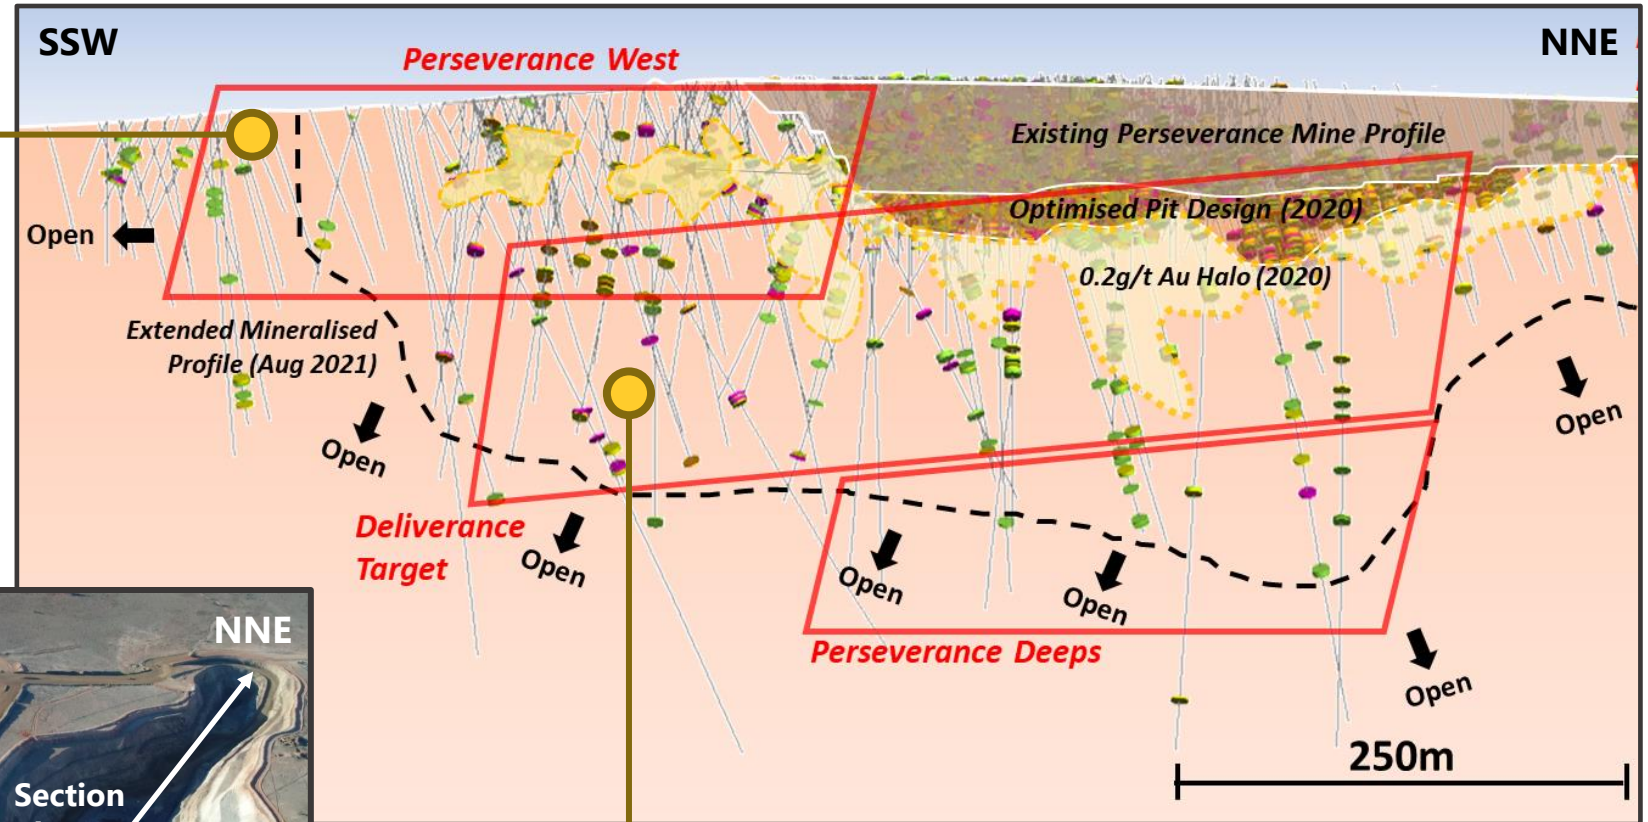 SSW
NNE
Perseverance West
Existing Perseverance Mine Profile
Optimised Pit Design (2020)
0.2g/t Au Halo (2020)
Open
Extended Mineralised
Profile (Aug 2021)
Open
Open
Deliverance
Target
Open
Open
Open
Perseverance Deeps
Open
250m
NNE
Section